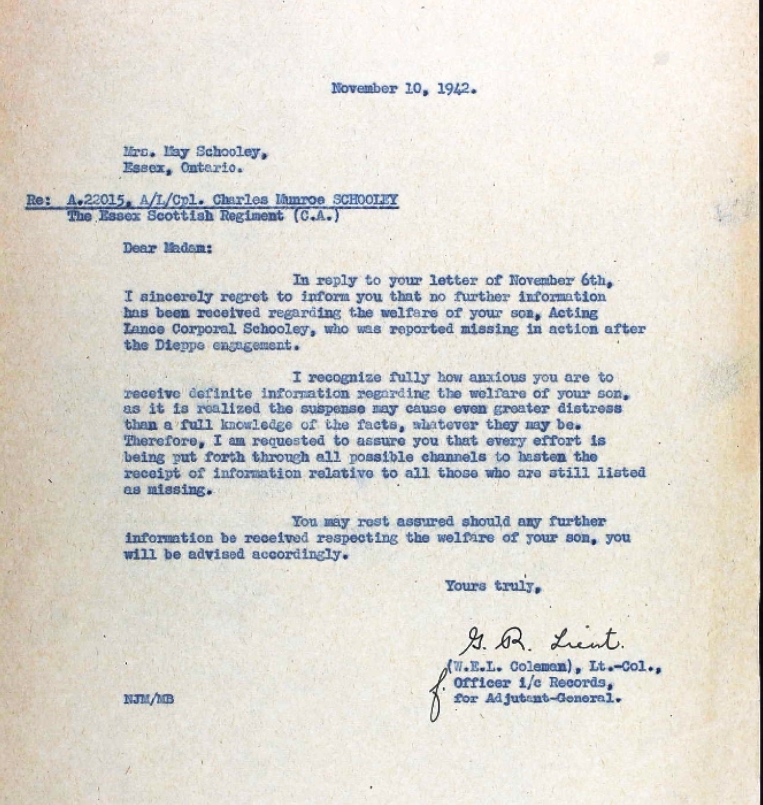 November 10, 1942.
Mrs. May Schooley,
Essex, Ontario.
Re: A.22015, A/L/Cpl. Charles Munroe SCHOOLEY
The Essex Scottish Regiment (C.A.)
Dear Madam:
In reply to your letter of November 6th,
I sincerely regret to inform you that no further information
has been received regarding the welfare of your son, Acting
Lance Corporal Schooley, who was reported missing in action after
the Dieppe engagement.
I recognize fully how anxious you are to
receive definite information regarding the welfare of your son,
as it is realized the suspense may cause even greater distress
than a full knowledge of the facts, whatever they may be.
Therefore, I am requested to assure you that every effort is
being put forth through all possible channels to hasten the
receipt of information relative to all those who are still listed
as missing.
You may rest assured should any further
information be received respecting the welfare of your son, you
will be advised accordingly.
Yours truly,
G. R. Lieut.
(W.E.L. Coleman), Lt.-Col.,
f. Officer i/c Records,
NJM/MB for Adjutant-General.